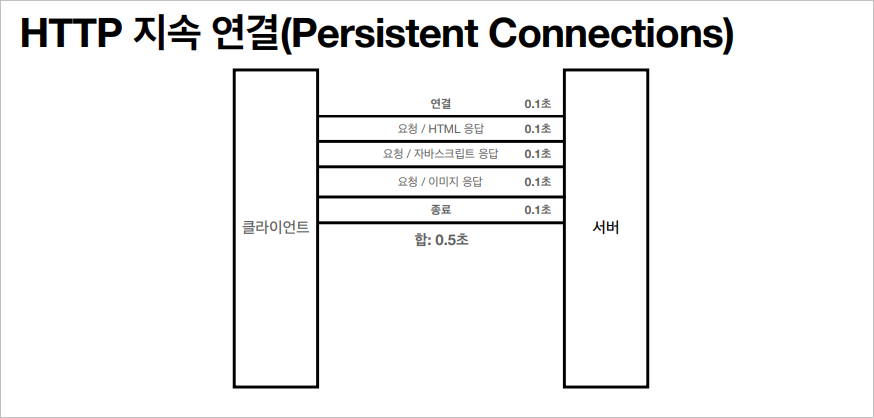 HTTP 지속 연결(Persistent Connections)
연결 0.1초
요청 / HTML 응답 0.1초
요청 / 자바스크립트 응답 0.1초
요청 / 이미지 응답 0.1초
종료 0.1초
클라이언트
서버
합: 0.5초